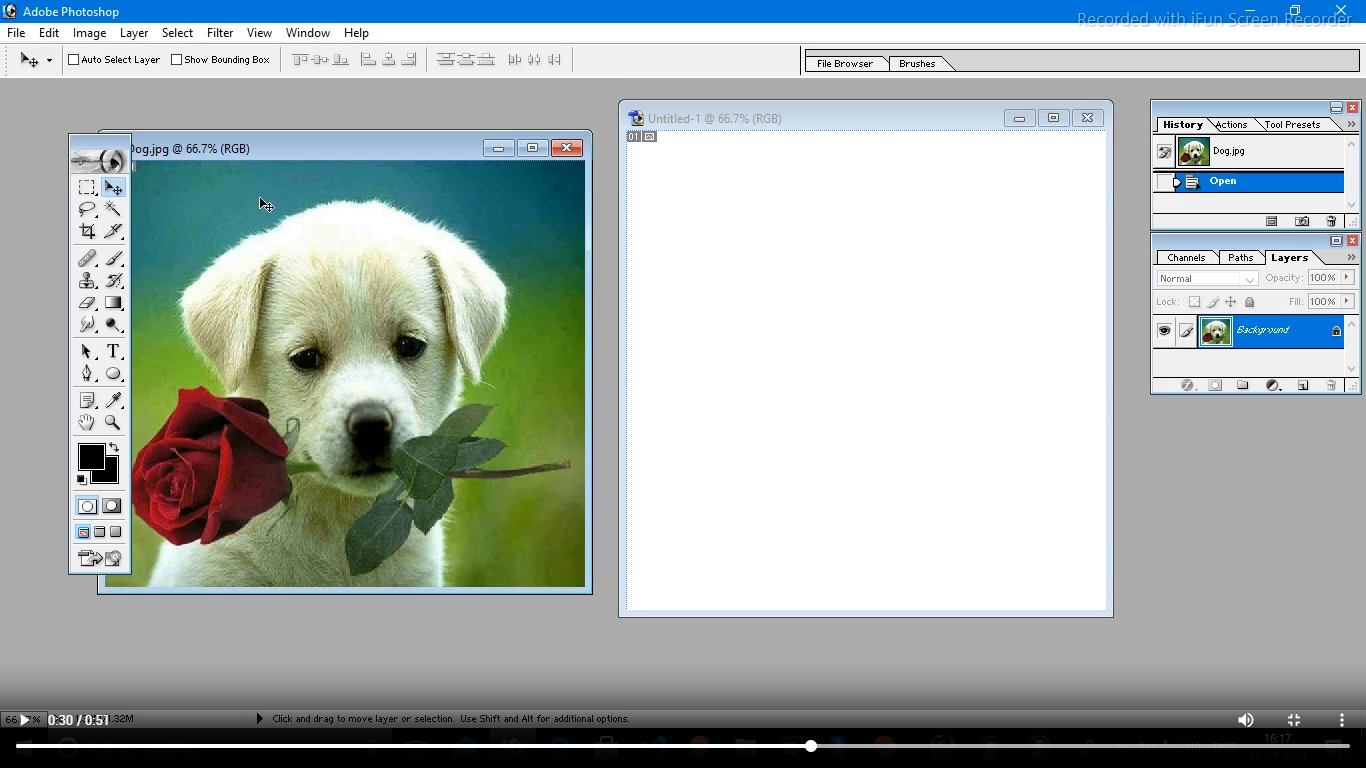 Adobe Photoshop
Recorded with iFun Screen Recorder
File Edit Image Layer Select Filter View Window Help
Auto Select Layer Show Bounding Box
File Browser Brushes
Dog.jpg @ 66.7% (RGB)
Untitled-1 @ 66.7% (RGB)
01
History Actions Tool Presets
Dog.jpg
Open
Channels Paths Layers
Normal Opacity: 100%
Lock: Fill: 100%
Background
T
0:30 / 0:51
Click and drag to move layer or selection. Use Shift and Alt for additional options.
16:17